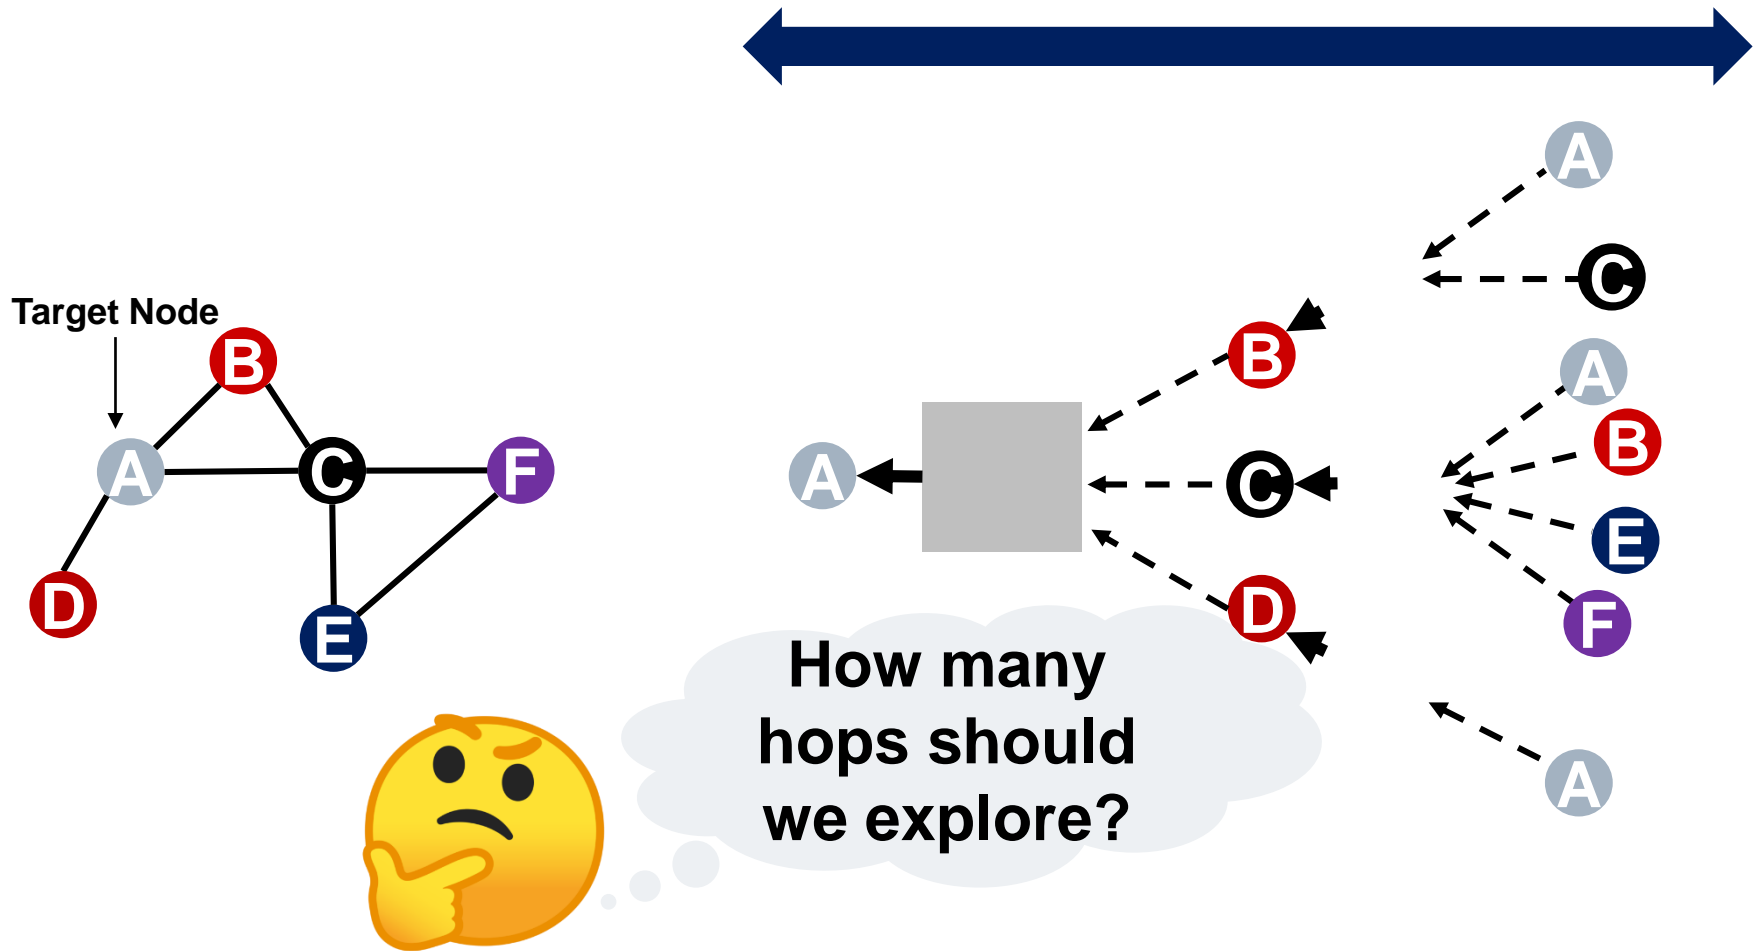 Target Node
B
A
C
F
D
E
A
B
C
D
A
C
A
B
E
F
A
How many
hops should
we explore?